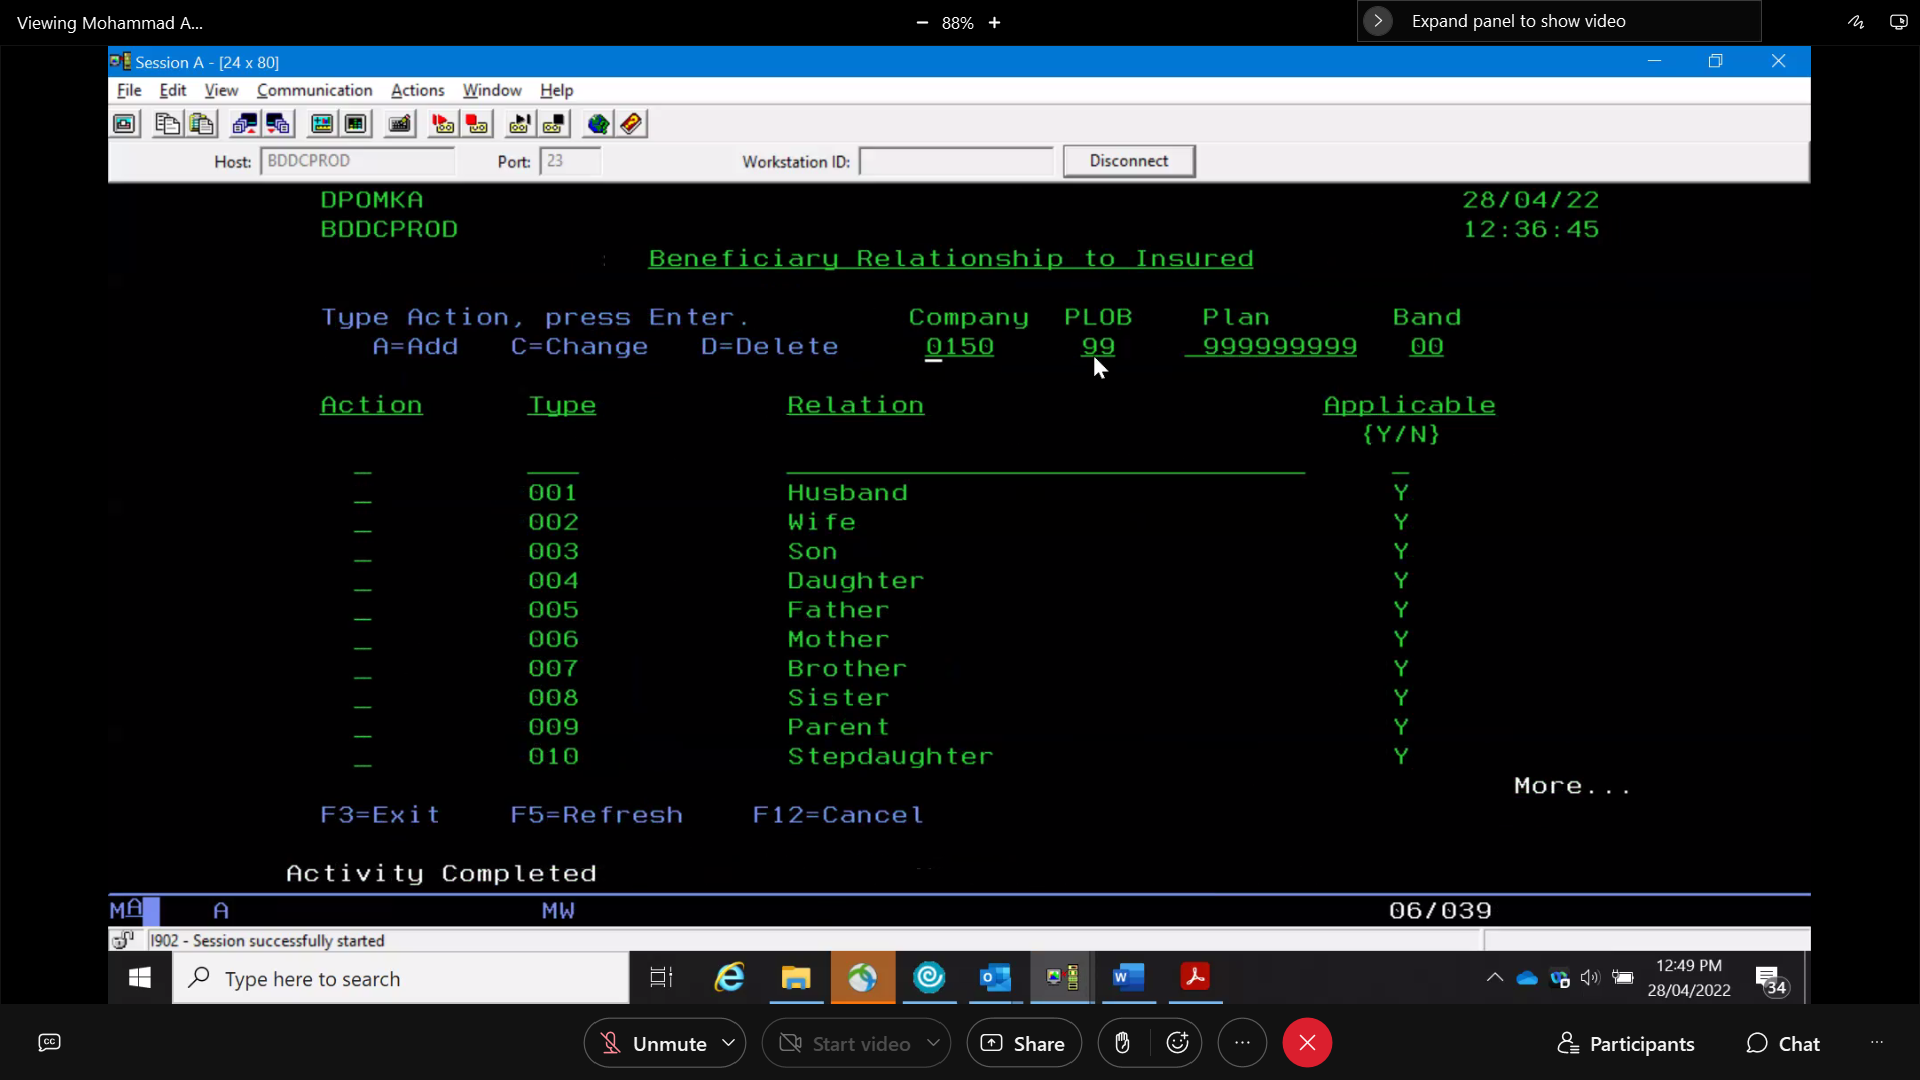 Viewing Mohammad A...
88%
Expand panel to show video
Session A - [24 x 80]
File Edit View Communication Actions Window Help
Host: BDDCPROD Port: 23 Workstation ID: Disconnect
DPOMKA 28/04/22
BDDCPROD 12:36:45
Beneficiary Relationship to Insured
Type Action, press Enter. Company PLOB Plan Band
A=Add C=Change D=Delete 0150 99 _ 999999999 00
Action Type Relation Applicable
{Y/N}
_ ___ ______________________________ _
_ 001 Husband Y
_ 002 Wife Y
_ 003 Son Y
_ 004 Daughter Y
_ 005 Father Y
_ 006 Mother Y
_ 007 Brother Y
_ 008 Sister Y
_ 009 Parent Y
_ 010 Stepdaughter Y
More...
F3=Exit F5=Refresh F12=Cancel
Activity Completed
MA A MW 06/039
I902 - Session successfully started
Type here to search
12:49 PM
28/04/2022
34
CC
Unmute Start video Share Participants Chat